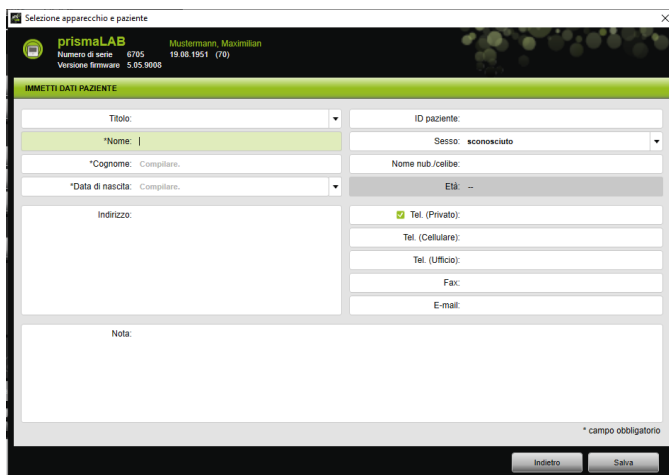 Selezione apparecchio e paziente
prismaLAB
Mustermann, Maximilian
Numero di serie 6705
19.08.1951 (70)
Versione firmware 5.05.9008
IMMETTI DATI PAZIENTE
Titolo:
ID paziente:
*Nome:
Sesso: sconosciuto
*Cognome: Compilare.
Nome nub./celibe:
*Data di nascita: Compilare.
Età: --
Indirizzo:
Tel. (Privato):
Tel. (Cellulare):
Tel. (Ufficio):
Fax:
E-mail:
Nota:
* campo obbligatorio
Indietro
Salva